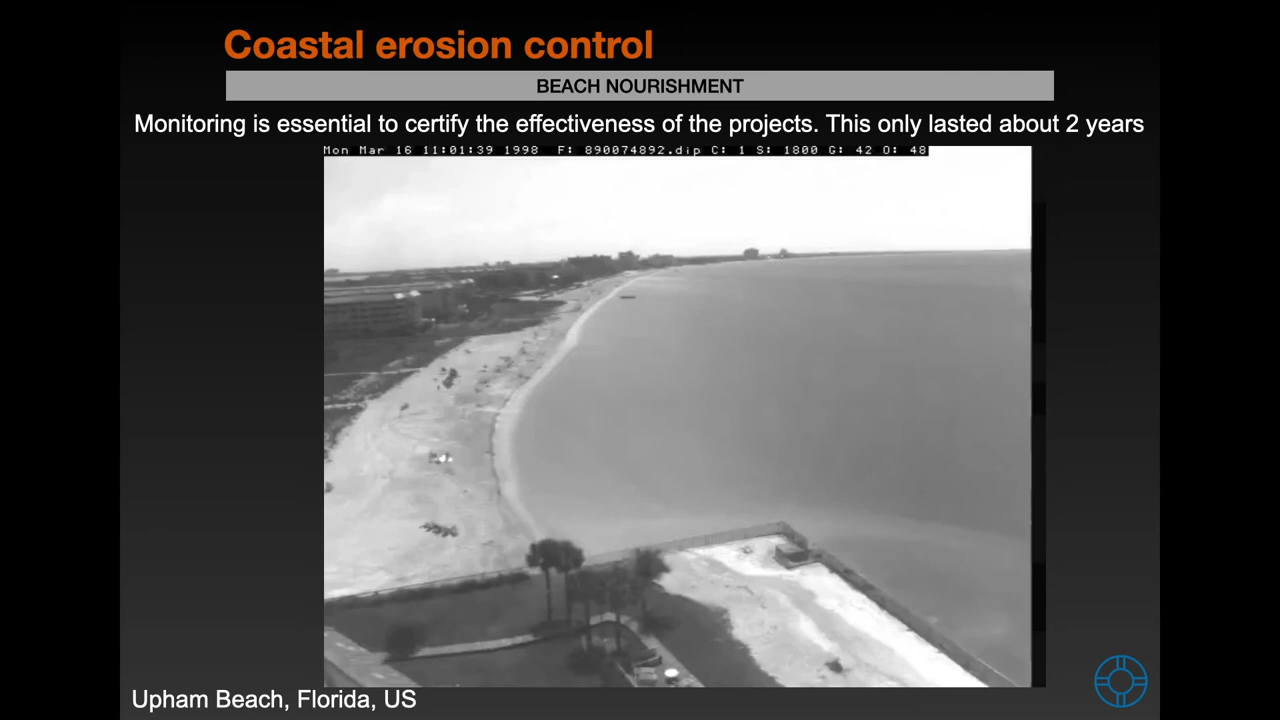 Coastal erosion control
BEACH NOURISHMENT
Monitoring is essential to certify the effectiveness of the projects. This only lasted about 2 years
Mon Mar 16 11:01:39 1998 F: 890074892.dip C: 1 S: 1800 G: 42 O: 48
Upham Beach, Florida, US